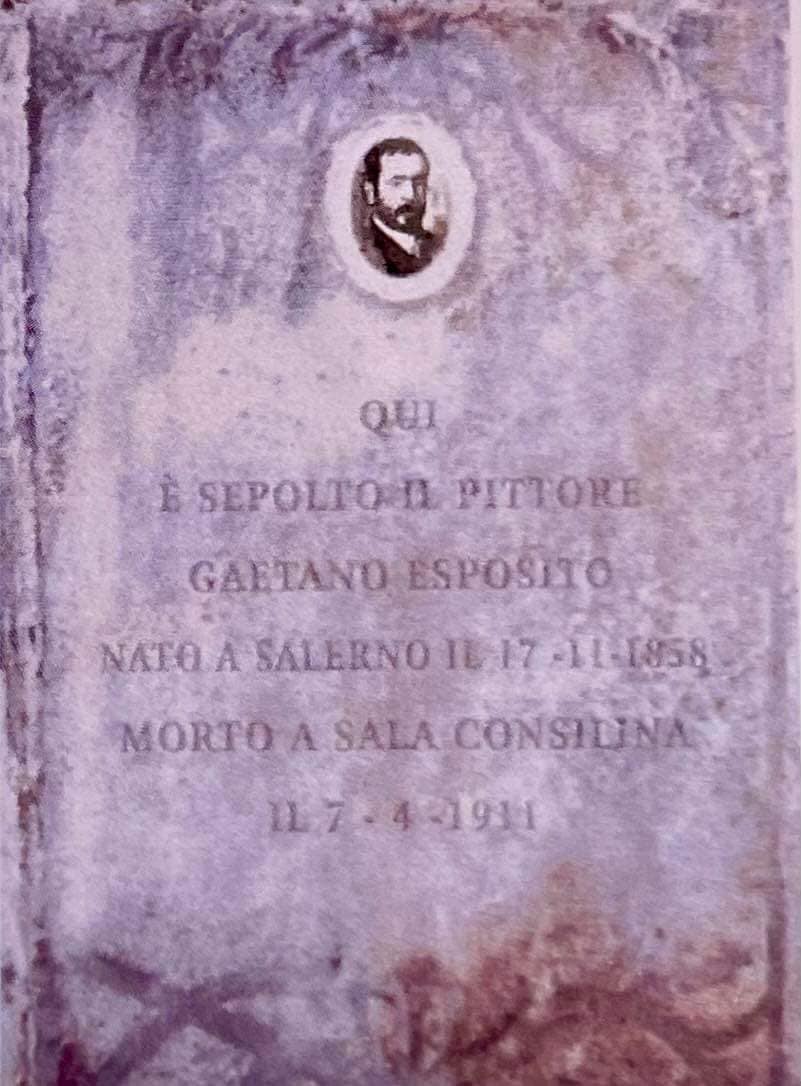 QUI
È SEPOLTO IL PITTORE
GAETANO ESPOSITO
NATO A SALERNO IL 17 -11-1858
MORTO A SALA CONSILINA
IL 7 - 4 -1911